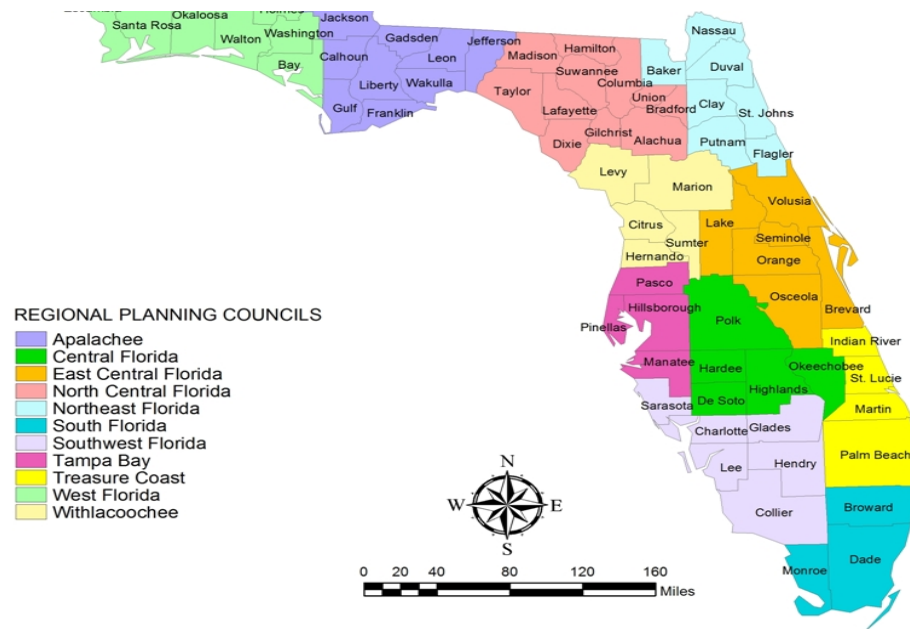 Okaloosa
Santa Rosa
Walton
Washington
Bay
Jackson
Calhoun
Gadsden
Leon
Jefferson
Liberty
Wakulla
Gulf
Franklin
Madison
Hamilton
Suwannee
Columbia
Taylor
Lafayette
Union
Bradford
Gilchrist
Dixie
Alachua
Nassau
Baker
Duval
Clay
St. Johns
Putnam
Flagler
Levy
Marion
Citrus
Sumter
Hernando
Volusia
Lake
Seminole
Orange
Osceola
Brevard
Pasco
Hillsborough
Pinellas
Manatee
Polk
Hardee
Okeechobee
De Soto
Highlands
Indian River
St. Lucie
Martin
Palm Beach
Sarasota
Charlotte
Glades
Lee
Hendry
Collier
Broward
Monroe
Dade
REGIONAL PLANNING COUNCILS
Apalachee
Central Florida
East Central Florida
North Central Florida
Northeast Florida
South Florida
Southwest Florida
Tampa Bay
Treasure Coast
West Florida
Withlacoochee
N
W E
S
0 20 40 80 120 160
Miles